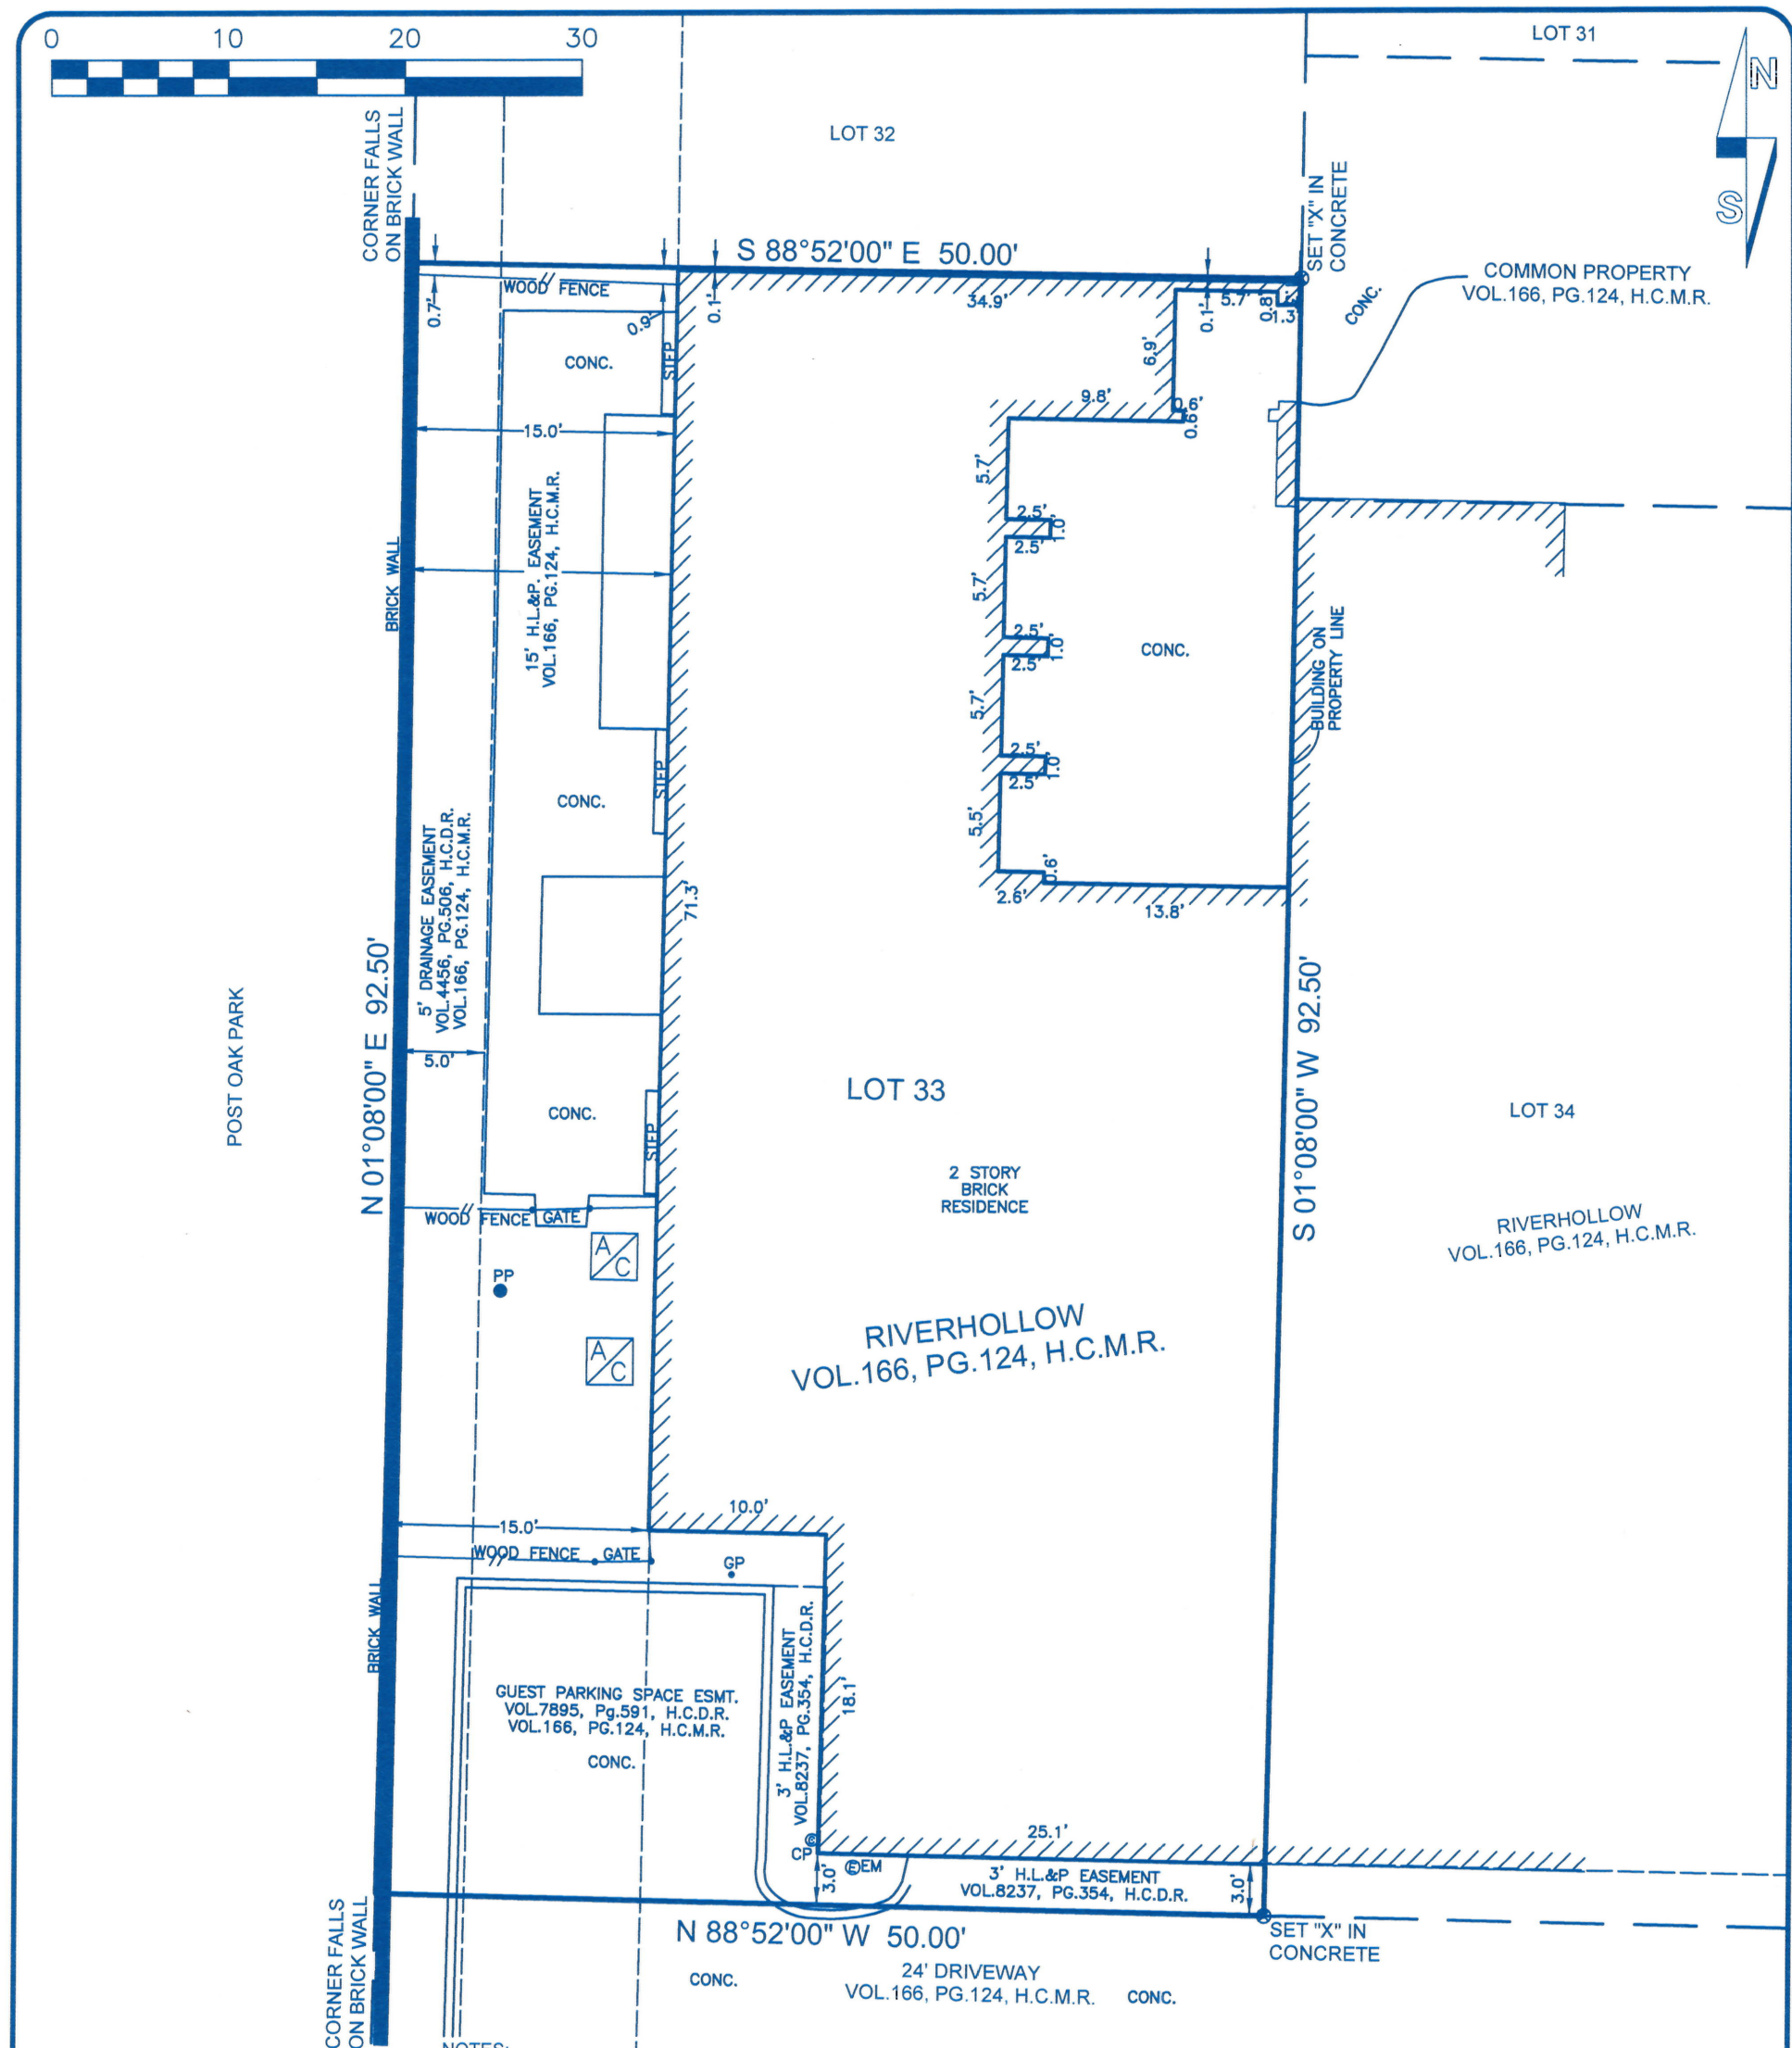 0 10 20 30
LOT 31
N
S
LOT 32
CORNER FALLS
ON BRICK WALL
SET "X" IN
CONCRETE
S 88°52'00" E 50.00'
COMMON PROPERTY
VOL.166, PG.124, H.C.M.R.
CONC.
WOOD FENCE
0.7'
0.9'
0.1'
34.9'
0.1'
5.7'
0.8'
1.3'
CONC.
STEP
6.9'
9.8'
0.6'
0.6'
15.0'
15' H.L.&P. EASEMENT
VOL.166, PG.124, H.C.M.R.
BRICK WALL
5.7'
2.5'
1.0'
2.5'
5.7'
2.5'
1.0'
2.5'
CONC.
BUILDING ON
PROPERTY LINE
5.7'
2.5'
1.0'
2.5'
5.5'
2.6'
0.6'
13.8'
STEP
CONC.
5' DRAINAGE EASEMENT
VOL.4456, PG.506, H.C.D.R.
VOL.166, PG.124, H.C.M.R.
71.3'
N 01°08'00" E 92.50'
S 01°08'00" W 92.50'
POST OAK PARK
5.0'
CONC.
STEP
LOT 33
LOT 34
2 STORY
BRICK
RESIDENCE
WOOD FENCE
GATE
A/C
PP
A/C
RIVERHOLLOW
VOL.166, PG.124, H.C.M.R.
RIVERHOLLOW
VOL.166, PG.124, H.C.M.R.
10.0'
15.0'
WOOD FENCE
GATE
GP
BRICK WALL
GUEST PARKING SPACE ESMT.
VOL.7895, Pg.591, H.C.D.R.
VOL.166, PG.124, H.C.M.R.
CONC.
3' H.L.&P EASEMENT
VOL.8237, PG.354, H.C.D.R.
18.1'
25.1'
CP
C
E EM
3.0'
3' H.L.&P EASEMENT
VOL.8237, PG.354, H.C.D.R.
3.0'
N 88°52'00" W 50.00'
SET "X" IN
CONCRETE
CORNER FALLS
ON BRICK WALL
CONC.
24' DRIVEWAY
VOL.166, PG.124, H.C.M.R.
CONC.
NOTES: